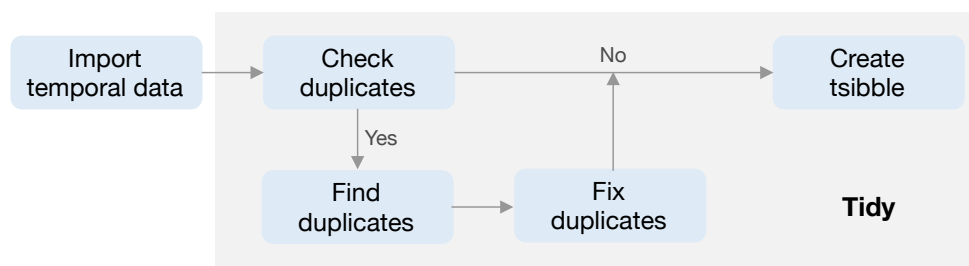 Import
temporal data
Check
duplicates
No
Create
tsibble
Yes
Find
duplicates
Fix
duplicates
Tidy